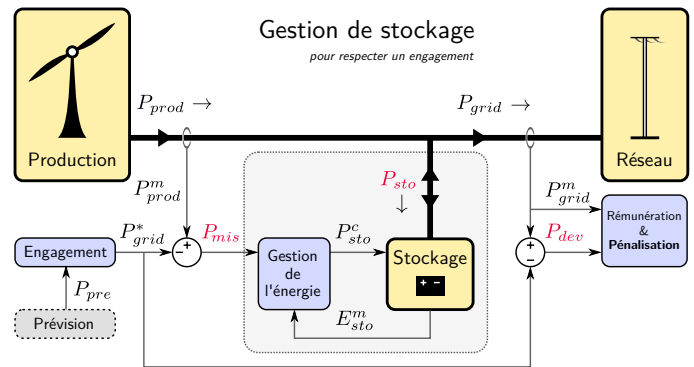 Gestion de stockage
pour respecter un engagement
P_prod →
P_grid →
Production
Réseau
P_sto
↓
P^m_prod
P^m_grid
Rémunération
&
Pénalisation
P*_grid
P_mis
P^c_sto
P_dev
+
−
+
−
Engagement
Gestion
de
l'énergie
Stockage
+ −
P_pre
E^m_sto
Prévision